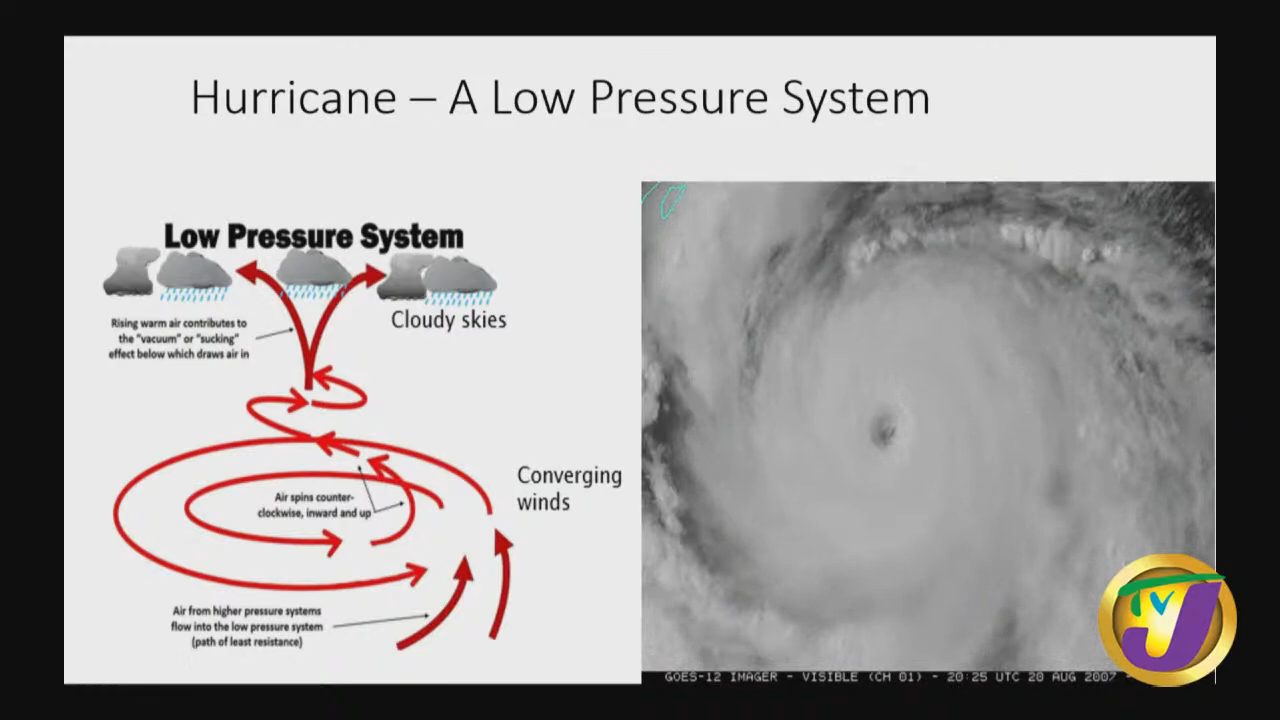 Hurricane – A Low Pressure System
Low Pressure System
Cloudy skies
Rising warm air contributes to
the "vacuum" or "sucking"
effect below which draws air in
Converging
winds
Air spins counter-
clockwise, inward and up
Air from higher pressure systems
flow into the low pressure system
(path of least resistance)
GOES-12 IMAGER - VISIBLE (CH 01) - 20:25 UTC 20 AUG 2007 -
TVJ